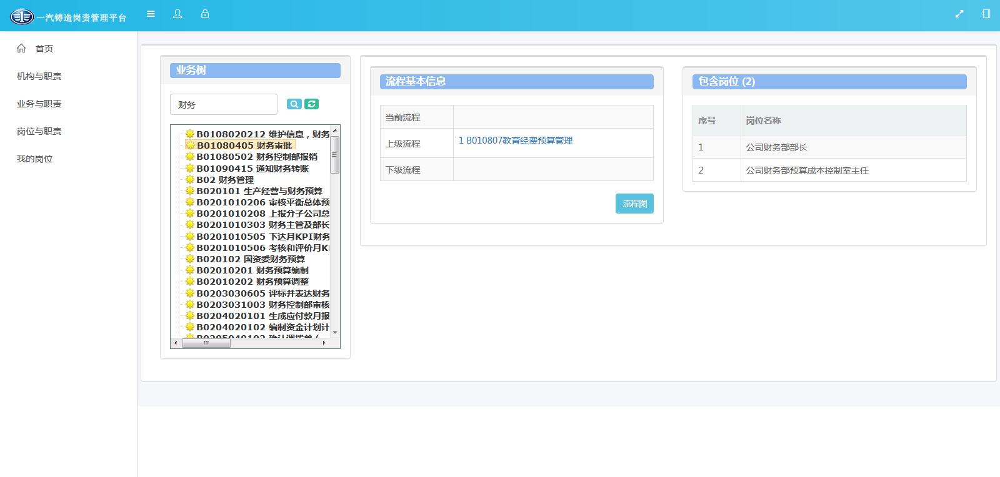 一汽铸造岗责管理平台
首页
机构与职责
业务与职责
岗位与职责
我的岗位
业务树
财务
B0108020212 维护信息，财务
B01080405 财务审批
B01080502 财务控制部报销
B01090415 通知财务转账
B02 财务管理
B020101 生产经营与财务预算
B0201010206 审核平衡总体预
B0201010208 上报分子公司总
B0201010303 财务主管及部长
B0201010505 下达月KPI财务
B0201010506 考核和评价月K
B020102 国资委财务预算
B02010201 财务预算编制
B02010202 财务预算调整
B0203030605 评标并表达财务
B0203031003 财务控制部审核
B0204020101 生成应付款月报
B0204020102 编制资金计划计
B0205040102 确认调拨单（
流程基本信息
当前流程
上级流程 1 B010807教育经费预算管理
下级流程
流程图
包含岗位 (2)
序号 岗位名称
1 公司财务部部长
2 公司财务部预算成本控制室主任